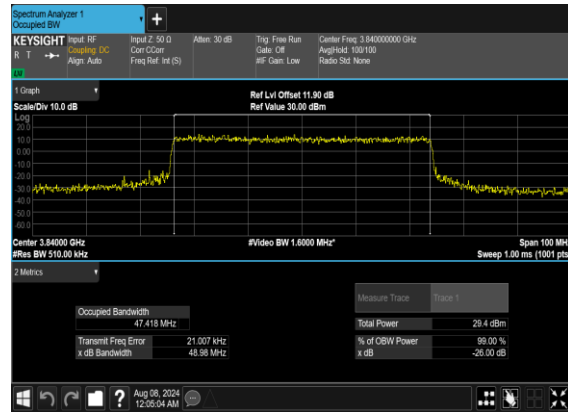 Spectrum Analyzer 1
Occupied BW
+
KEYSIGHT
R T
LXI
Input: RF
Coupling: DC
Align: Auto
Input Z: 50 Ω
Corr CCorr
Freq Ref: Int (S)
Atten: 30 dB
Trig: Free Run
Gate: Off
#IF Gain: Low
Center Freq: 3.840000000 GHz
Avg|Hold: 100/100
Radio Std: None
1 Graph
Scale/Div 10.0 dB
Ref Lvl Offset 11.90 dB
Ref Value 30.00 dBm
Log
20.0
10.0
0.00
-10.0
-20.0
-30.0
-40.0
-50.0
-60.0
Center 3.84000 GHz
#Res BW 510.00 kHz
#Video BW 1.6000 MHz*
Span 100 MH
Sweep 1.00 ms (1001 pts
2 Metrics
Measure Trace
Trace 1
Occupied Bandwidth
47.418 MHz
Total Power
29.4 dBm
Transmit Freq Error
21.007 kHz
% of OBW Power
99.00 %
x dB Bandwidth
48.98 MHz
x dB
-26.00 dB
?
Aug 08, 2024
12:05:04 AM